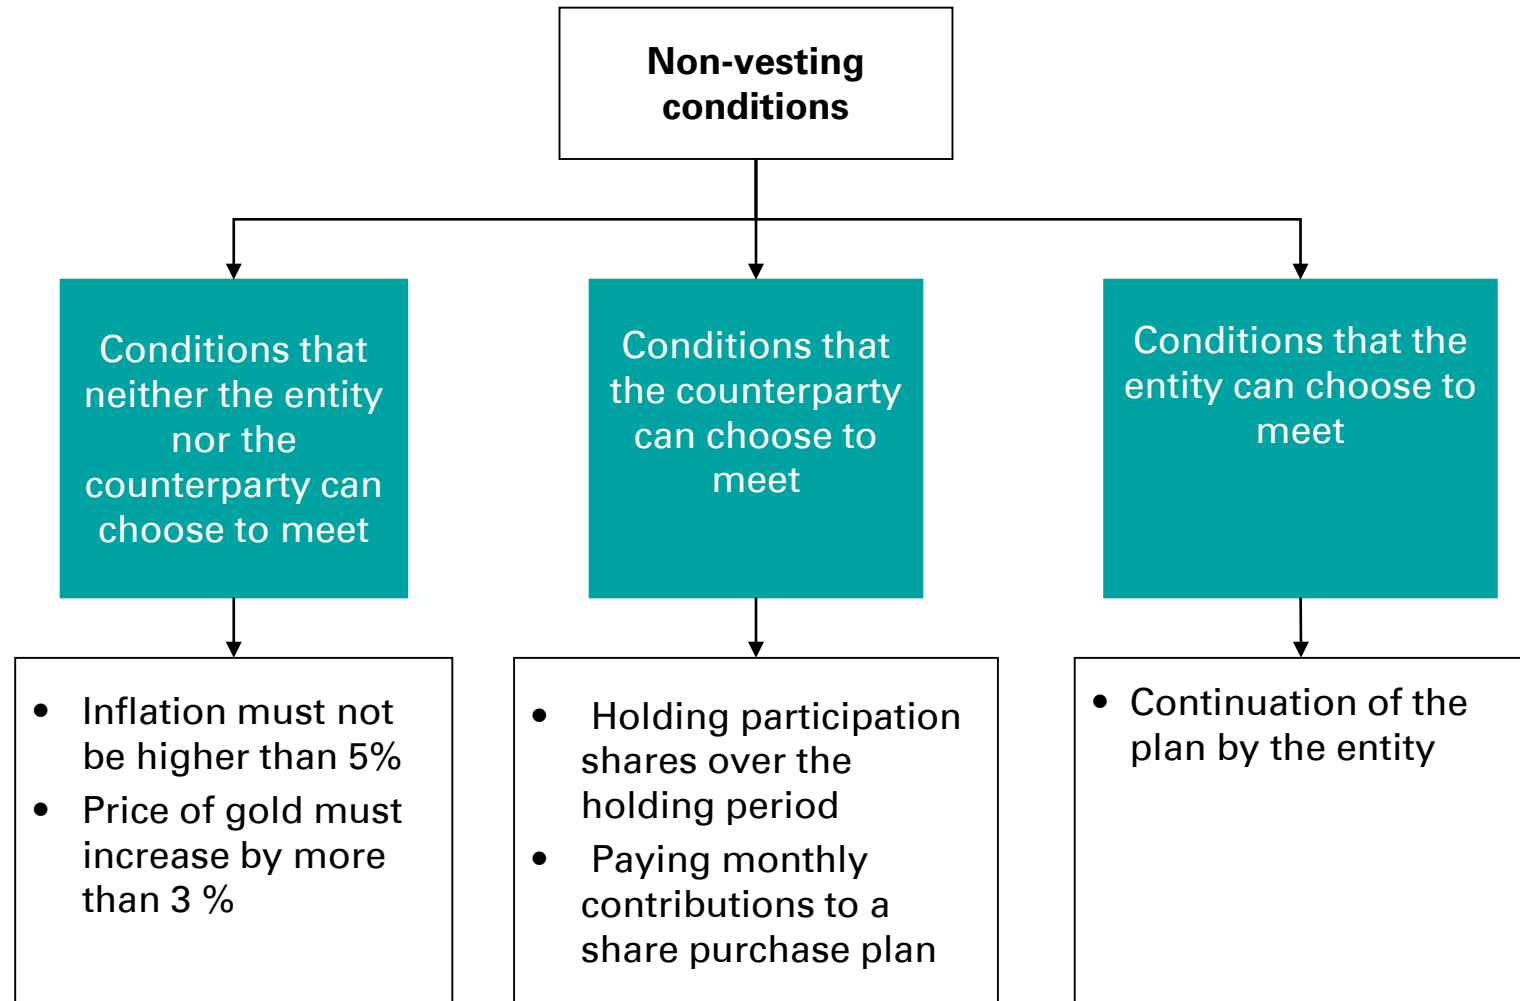 Non-vesting
conditions
Conditions that
neither the entity
nor the
counterparty can
choose to meet
Conditions that
the counterparty
can choose to
meet
Conditions that the
entity can choose to
meet
• Inflation must not
be higher than 5%
• Price of gold must
increase by more
than 3 %
• Holding participation
shares over the
holding period
• Paying monthly
contributions to a
share purchase plan
• Continuation of the
plan by the entity